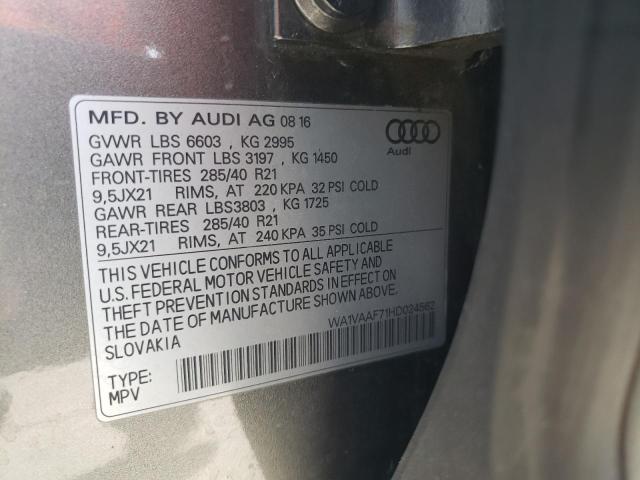 MFD. BY AUDI AG 08 16
Audi
GVWR LBS 6603 , KG 2995
GAWR FRONT LBS 3197 , KG 1450
FRONT-TIRES 285/40 R21
9,5JX21 RIMS, AT 220 KPA 32 PSI COLD
GAWR REAR LBS3803 , KG 1725
REAR-TIRES 285/40 R21
9,5JX21 RIMS, AT 240 KPA 35 PSI COLD
THIS VEHICLE CONFORMS TO ALL APPLICABLE
U.S. FEDERAL MOTOR VEHICLE SAFETY AND
THEFT PREVENTION STANDARDS IN EFFECT ON
THE DATE OF MANUFACTURE SHOWN ABOVE.
SLOVAKIA
WA1VAAF71HD024562
TYPE:
MPV